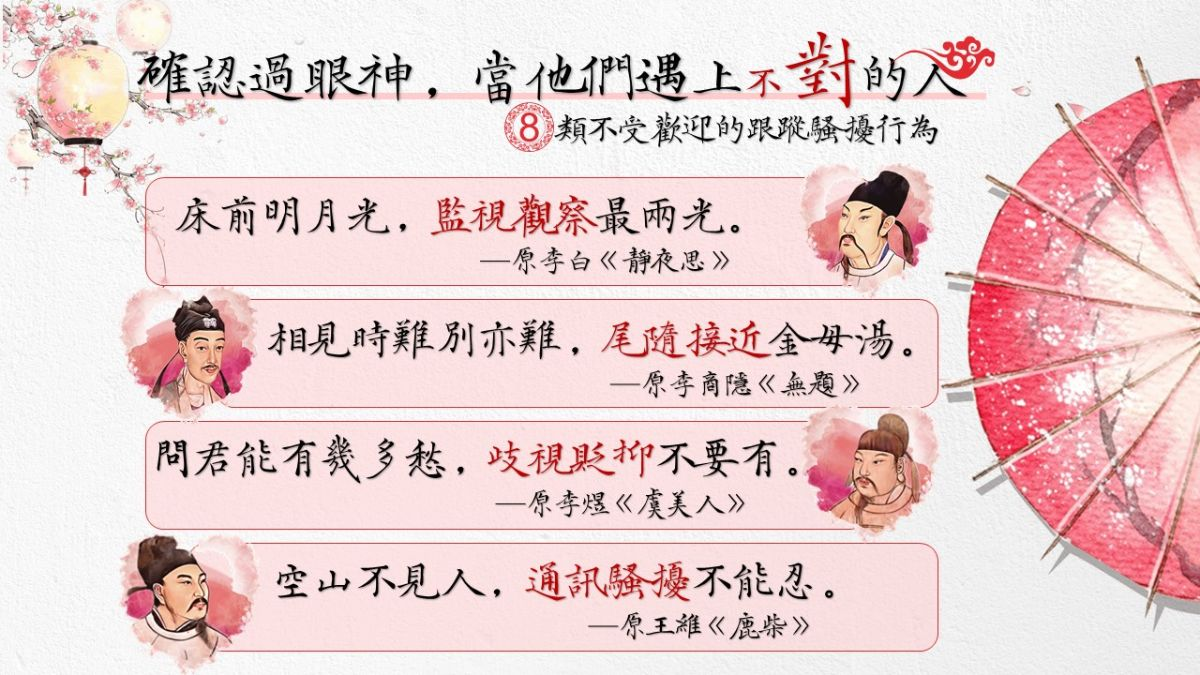 確認過眼神，當他們遇上不對的人
8類不受歡迎的跟蹤騷擾行為
床前明月光，監視觀察最兩光。
—原李白《靜夜思》
相見時難別亦難，尾隨接近金母湯。
—原李商隱《無題》
問君能有幾多愁，歧視貶抑不要有。
—原李煜《虞美人》
空山不見人，通訊騷擾不能忍。
—原王維《鹿柴》